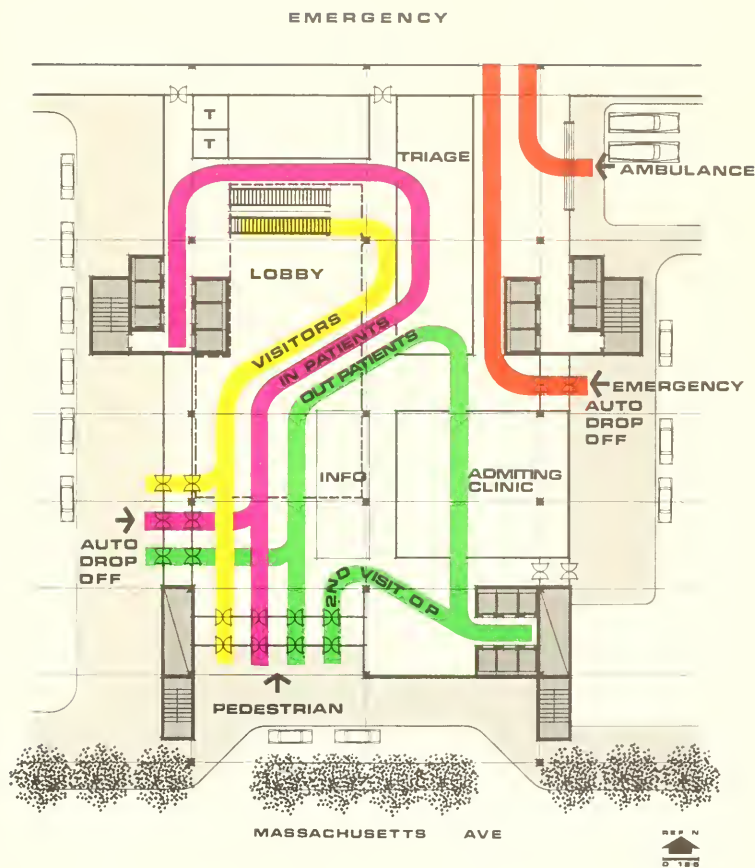 EMERGENCY
T
T
TRIAGE
AMBULANCE
LOBBY
VISITORS
IN PATIENTS
OUT PATIENTS
EMERGENCY
AUTO
DROP
OFF
INFO
ADMITING
CLINIC
AUTO
DROP
OFF
2ND VISIT. O.P.
PEDESTRIAN
MASSACHUSETTS AVE
REF N